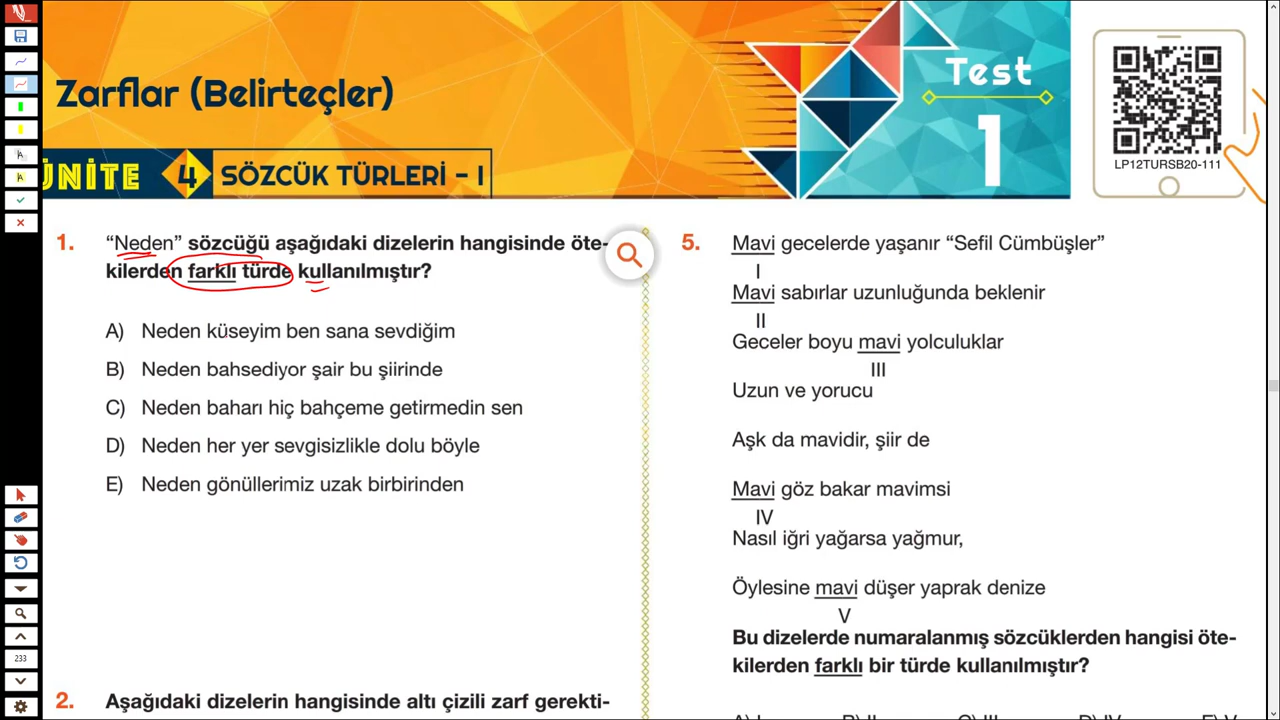 Zarflar (Belirteçler)
Test
1
ÜNİTE 4 SÖZCÜK TÜRLERİ - I
LP12TURSB20-111
1. “Neden” sözcüğü aşağıdaki dizelerin hangisinde öte-
kilerden farklı türde kullanılmıştır?
A) Neden küseyim ben sana sevdiğim
B) Neden bahsediyor şair bu şiirinde
C) Neden baharı hiç bahçeme getirmedin sen
D) Neden her yer sevgisizlikle dolu böyle
E) Neden gönüllerimiz uzak birbirinden
2. Aşağıdaki dizelerin hangisinde altı çizili zarf gerekti-
5. Mavi gecelerde yaşanır “Sefil Cümbüşler”
I
Mavi sabırlar uzunluğunda beklenir
II
Geceler boyu mavi yolculuklar
III
Uzun ve yorucu
Aşk da mavidir, şiir de
Mavi göz bakar mavimsi
IV
Nasıl iğri yağarsa yağmur,
Öylesine mavi düşer yaprak denize
V
Bu dizelerde numaralanmış sözcüklerden hangisi öte-
kilerden farklı bir türde kullanılmıştır?
A) I B) II C) III D) IV E) V
233